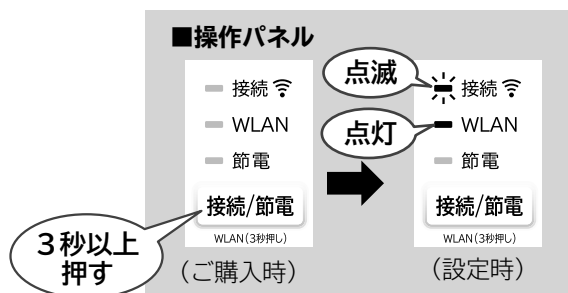 ■操作パネル
接続
WLAN
節電
接続/節電
WLAN(3秒押し)
3秒以上
押す
(ご購入時)
点滅
接続
点灯
WLAN
節電
接続/節電
WLAN(3秒押し)
(設定時)